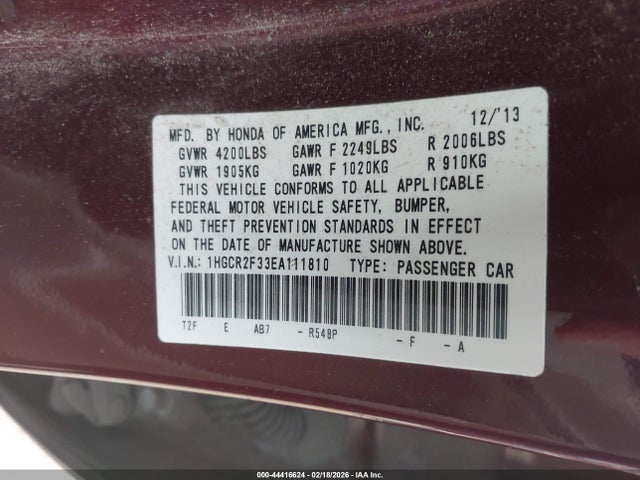 12/'13
MFD. BY HONDA OF AMERICA MFG., INC.
GVWR 4200LBS GAWR F 2249LBS R 2006LBS
GVWR 1905KG GAWR F 1020KG R 910KG
THIS VEHICLE CONFORMS TO ALL APPLICABLE
FEDERAL MOTOR VEHICLE SAFETY, BUMPER,
AND THEFT PREVENTION STANDARDS IN EFFECT
ON THE DATE OF MANUFACTURE SHOWN ABOVE.
V.I.N.: 1HGCR2F33EA111810 TYPE: PASSENGER CAR
T2F E AB7 - R548P - F - A
000-44416624 - 02/18/2026 - IAA Inc.